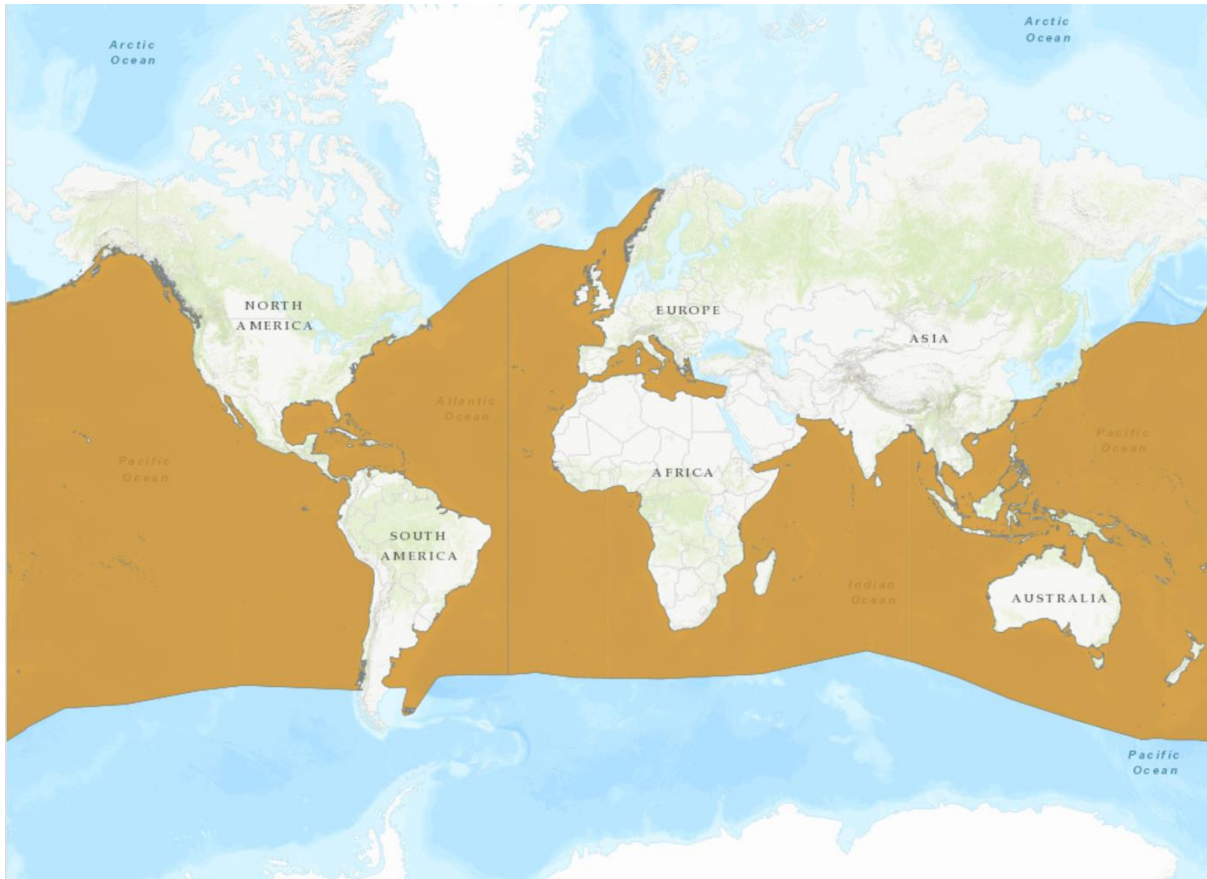 Arctic
Ocean
Arctic
Ocean
NORTH
AMERICA
EUROPE
ASIA
Atlantic
Ocean
Pacific
Ocean
Pacific
Ocean
AFRICA
SOUTH
AMERICA
Indian
Ocean
AUSTRALIA
Pacific
Ocean